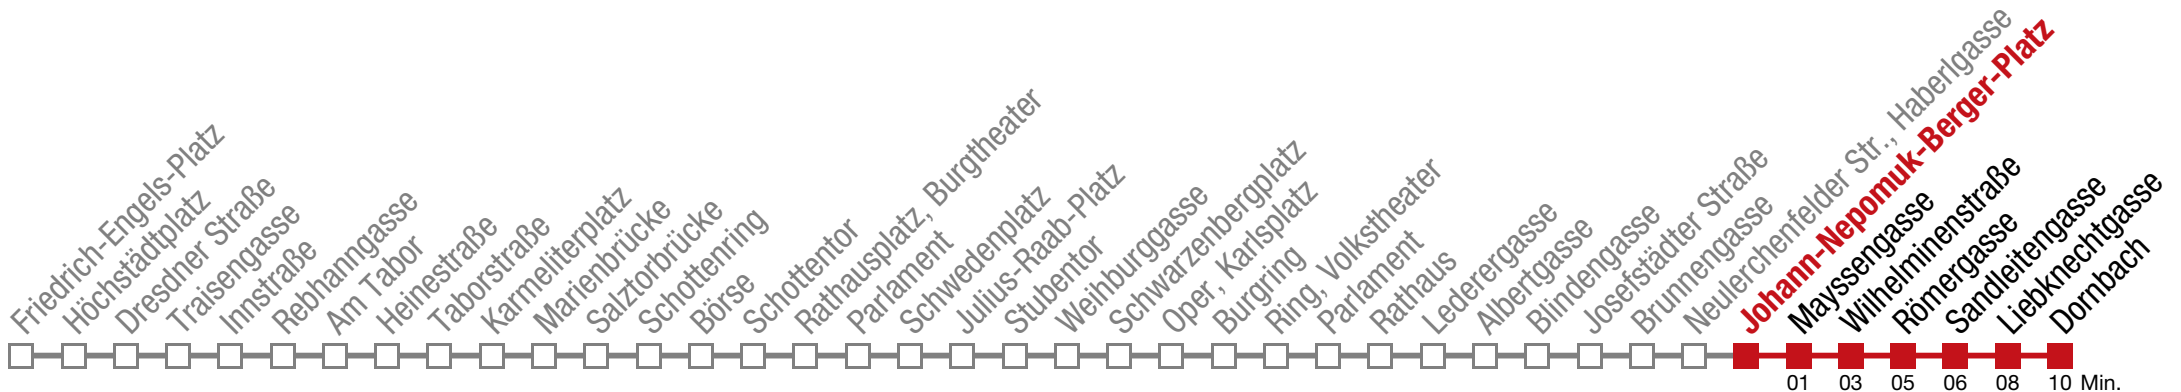 Friedrich-Engels-Platz
Höchstädtplatz
Dresdner Straße
Traisengasse
Innstraße
Rebhanngasse
Am Tabor
Heinestraße
Taborstraße
Karmeliterplatz
Marienbrücke
Salztorbrücke
Schottenring
Börse
Schottentor
Rathausplatz, Burgtheater
Parlament
Schwedenplatz
Julius-Raab-Platz
Stubentor
Weihburggasse
Schwarzenbergplatz
Oper, Karlsplatz
Burgring
Ring, Volkstheater
Parlament
Rathaus
Lederergasse
Albertgasse
Blindengasse
Josefstädter Straße
Brunnengasse
Neulerchenfelder Str., Haberlgasse
Johann-Nepomuk-Berger-Platz
Mayssengasse
Wilhelminenstraße
Römergasse
Sandleitengasse
Liebknechtgasse
Dornbach
01 03 05 06 08 10 Min.